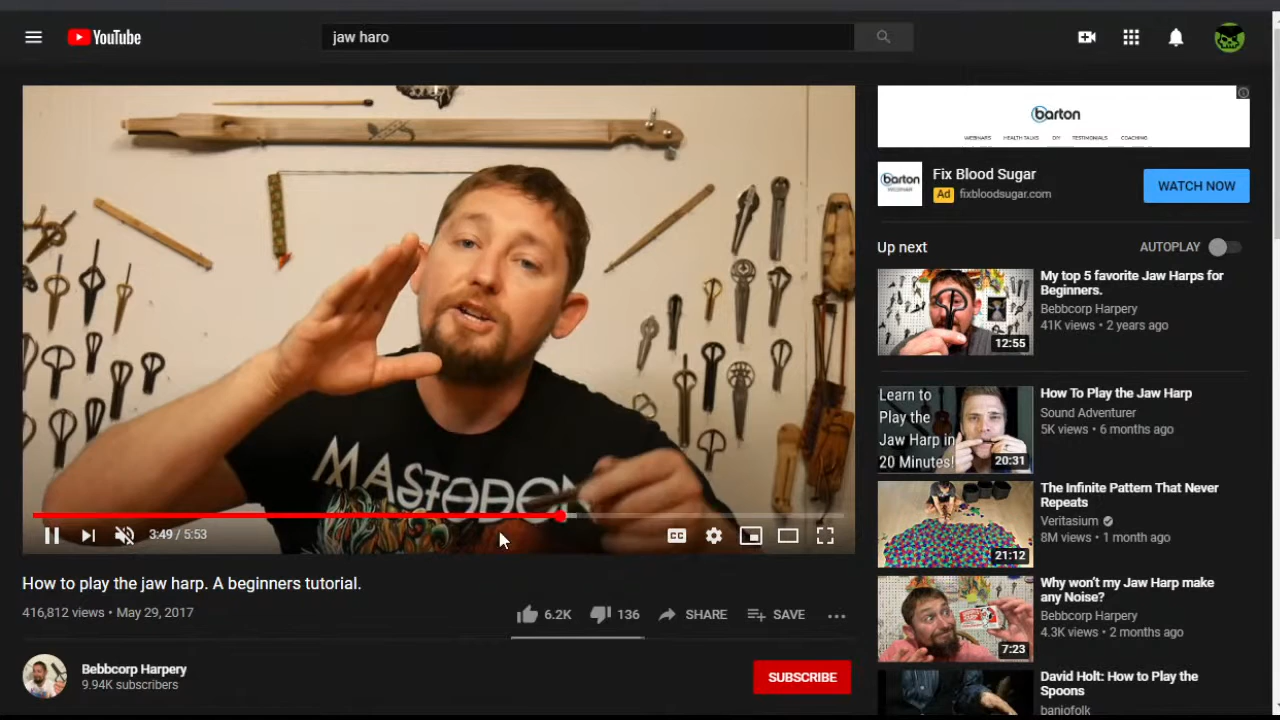 YouTube
jaw haro
MASTODON
3:49 / 5:53
CC
How to play the jaw harp. A beginners tutorial.
416,812 views • May 29, 2017
6.2K
136
SHARE
SAVE
Bebbcorp Harpery
9.94K subscribers
SUBSCRIBE
barton
WEBINARS HEALTH TALKS DIY TESTIMONIALS COACHING
barton
WEBINAR
Fix Blood Sugar
Ad fixbloodsugar.com
WATCH NOW
Up next
AUTOPLAY
12:55
My top 5 favorite Jaw Harps for
Beginners.
Bebbcorp Harpery
41K views • 2 years ago
Learn to
Play the
Jaw Harp in
20 Minutes!
20:31
How To Play the Jaw Harp
Sound Adventurer
5K views • 6 months ago
21:12
The Infinite Pattern That Never
Repeats
Veritasium
8M views • 1 month ago
7:23
Why won't my Jaw Harp make
any Noise?
Bebbcorp Harpery
4.3K views • 2 months ago
David Holt: How to Play the
Spoons
banjofolk